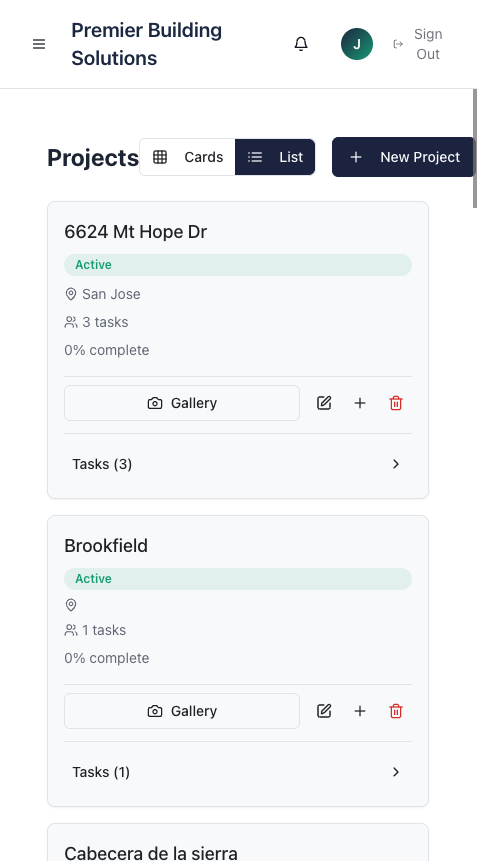 Premier Building
Solutions
J
Sign
Out
Projects
Cards
List
New Project
6624 Mt Hope Dr
Active
San Jose
3 tasks
0% complete
Gallery
Tasks (3)
Brookfield
Active
1 tasks
0% complete
Gallery
Tasks (1)
Cabecera de la sierra